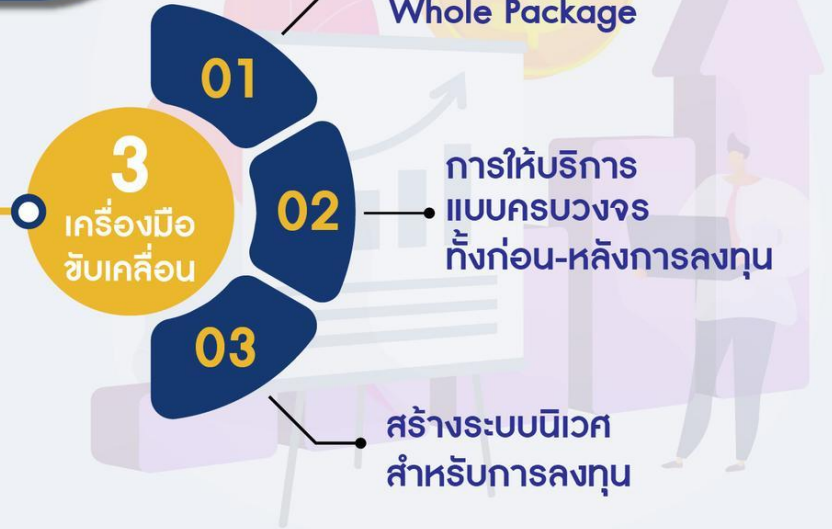 Whole Package
01
3
เครื่องมือ
ขับเคลื่อน
02
การให้บริการ
แบบครบวงจร
ทั้งก่อน-หลังการลงทุน
03
สร้างระบบนิเวศ
สำหรับการลงทุน